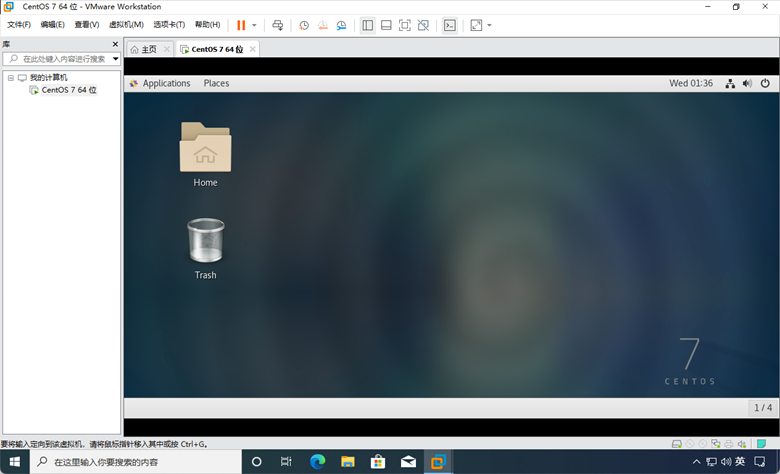 CentOS 7 64 位 - VMware Workstation
文件(F) 编辑(E) 查看(V) 虚拟机(M) 选项卡(T) 帮助(H)
库
在此处键入内容进行搜索
我的计算机
CentOS 7 64 位
主页 CentOS 7 64 位
Applications Places Wed 01:36
Home
Trash
7
CENTOS
1 / 4
要将输入定向到该虚拟机，请将鼠标指针移入其中或按 Ctrl+G。
在这里输入你要搜索的内容
英